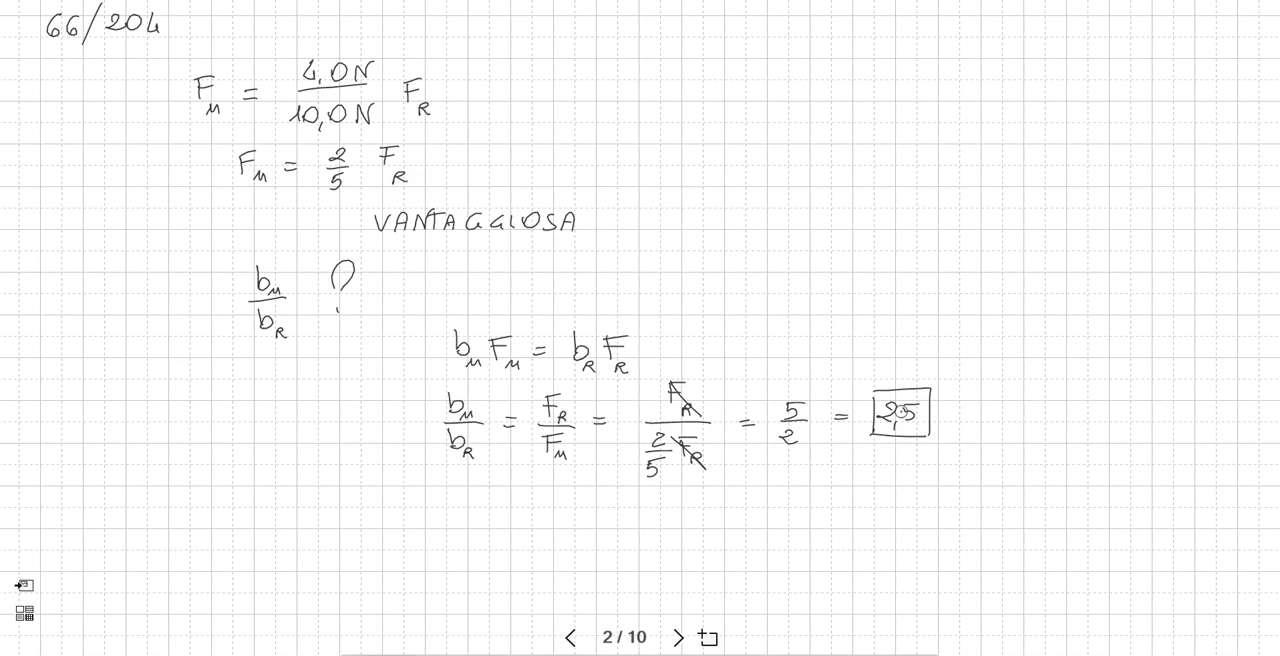 66/204
F_M = 4,0N / 10,0N F_R
F_M = 2/5 F_R
VANTAGGIOSA
b_M / b_R ?
b_M F_M = b_R F_R
b_M / b_R = F_R / F_M = F_R / 2/5 F_R = 5/2 = 2,5
2 / 10